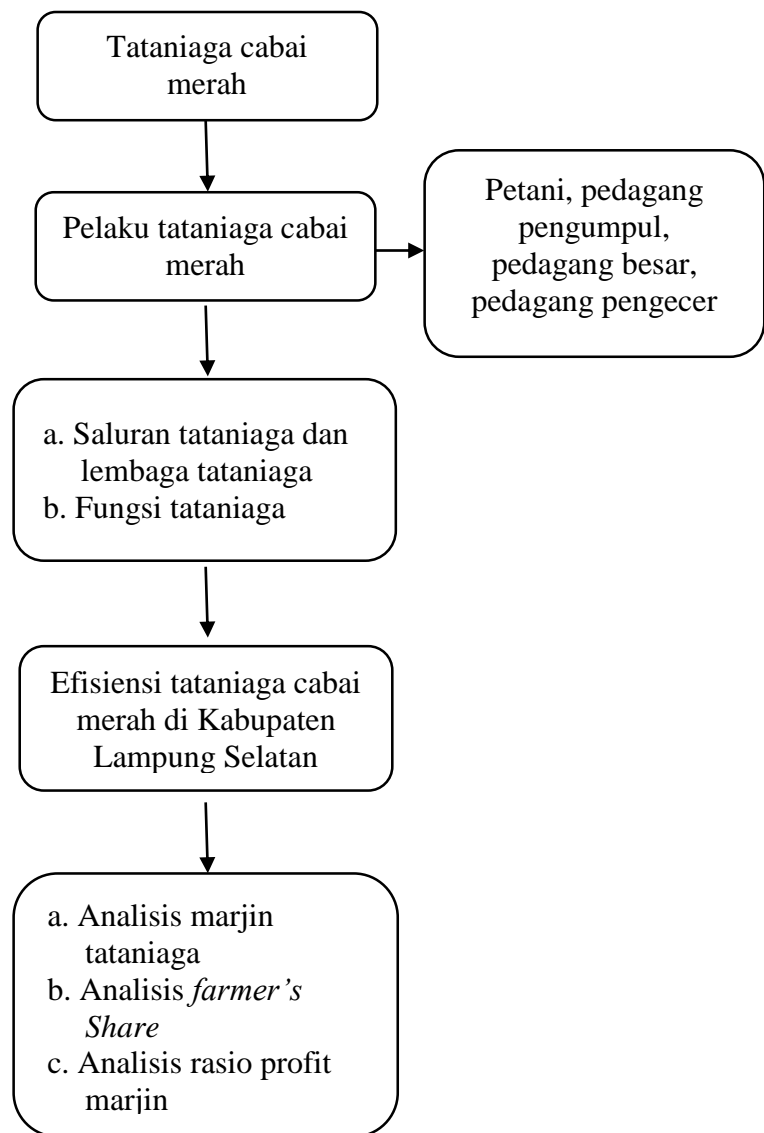 Tataniaga cabai
merah
Pelaku tataniaga cabai
merah
Petani, pedagang
pengumpul,
pedagang besar,
pedagang pengecer
a. Saluran tataniaga dan
lembaga tataniaga
b. Fungsi tataniaga
Efisiensi tataniaga cabai
merah di Kabupaten
Lampung Selatan
a. Analisis marjin
tataniaga
b. Analisis farmer’s
Share
c. Analisis rasio profit
marjin